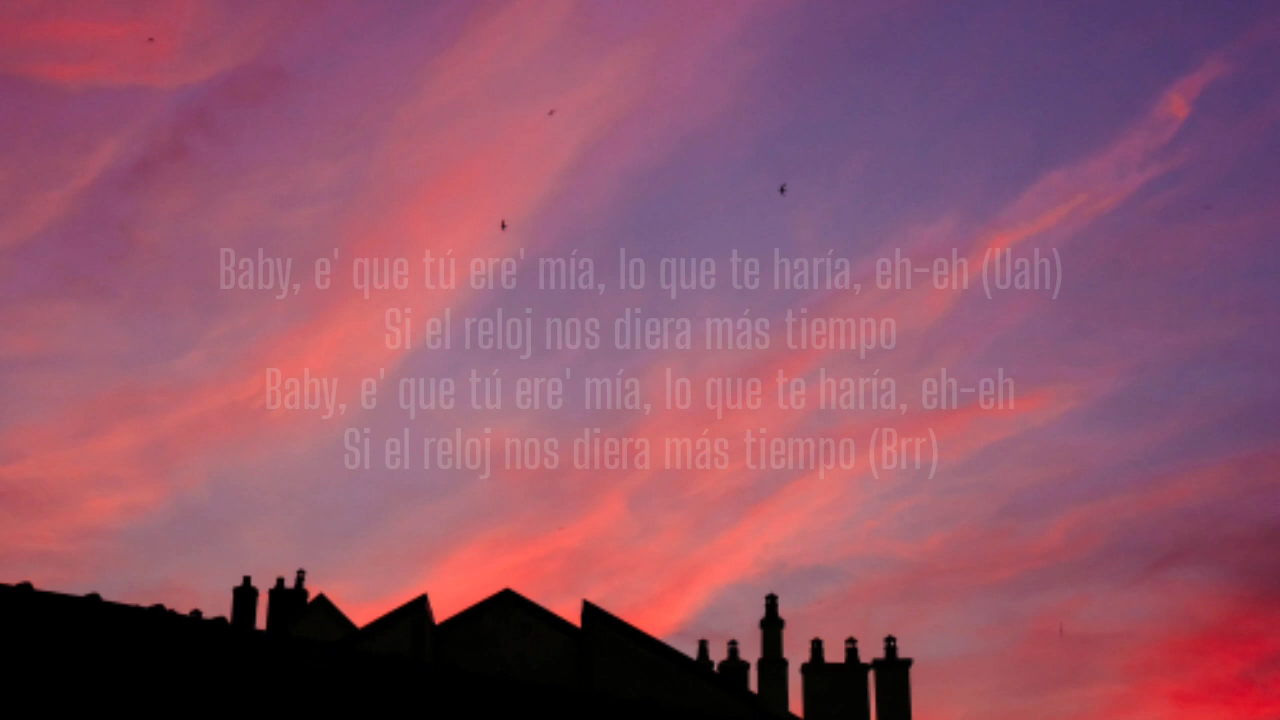 Baby, e' que tú ere' mía, lo que te haría, eh-eh (Uah)
Si el reloj nos diera más tiempo
Baby, e' que tú ere' mía, lo que te haría, eh-eh
Si el reloj nos diera más tiempo (Brr)